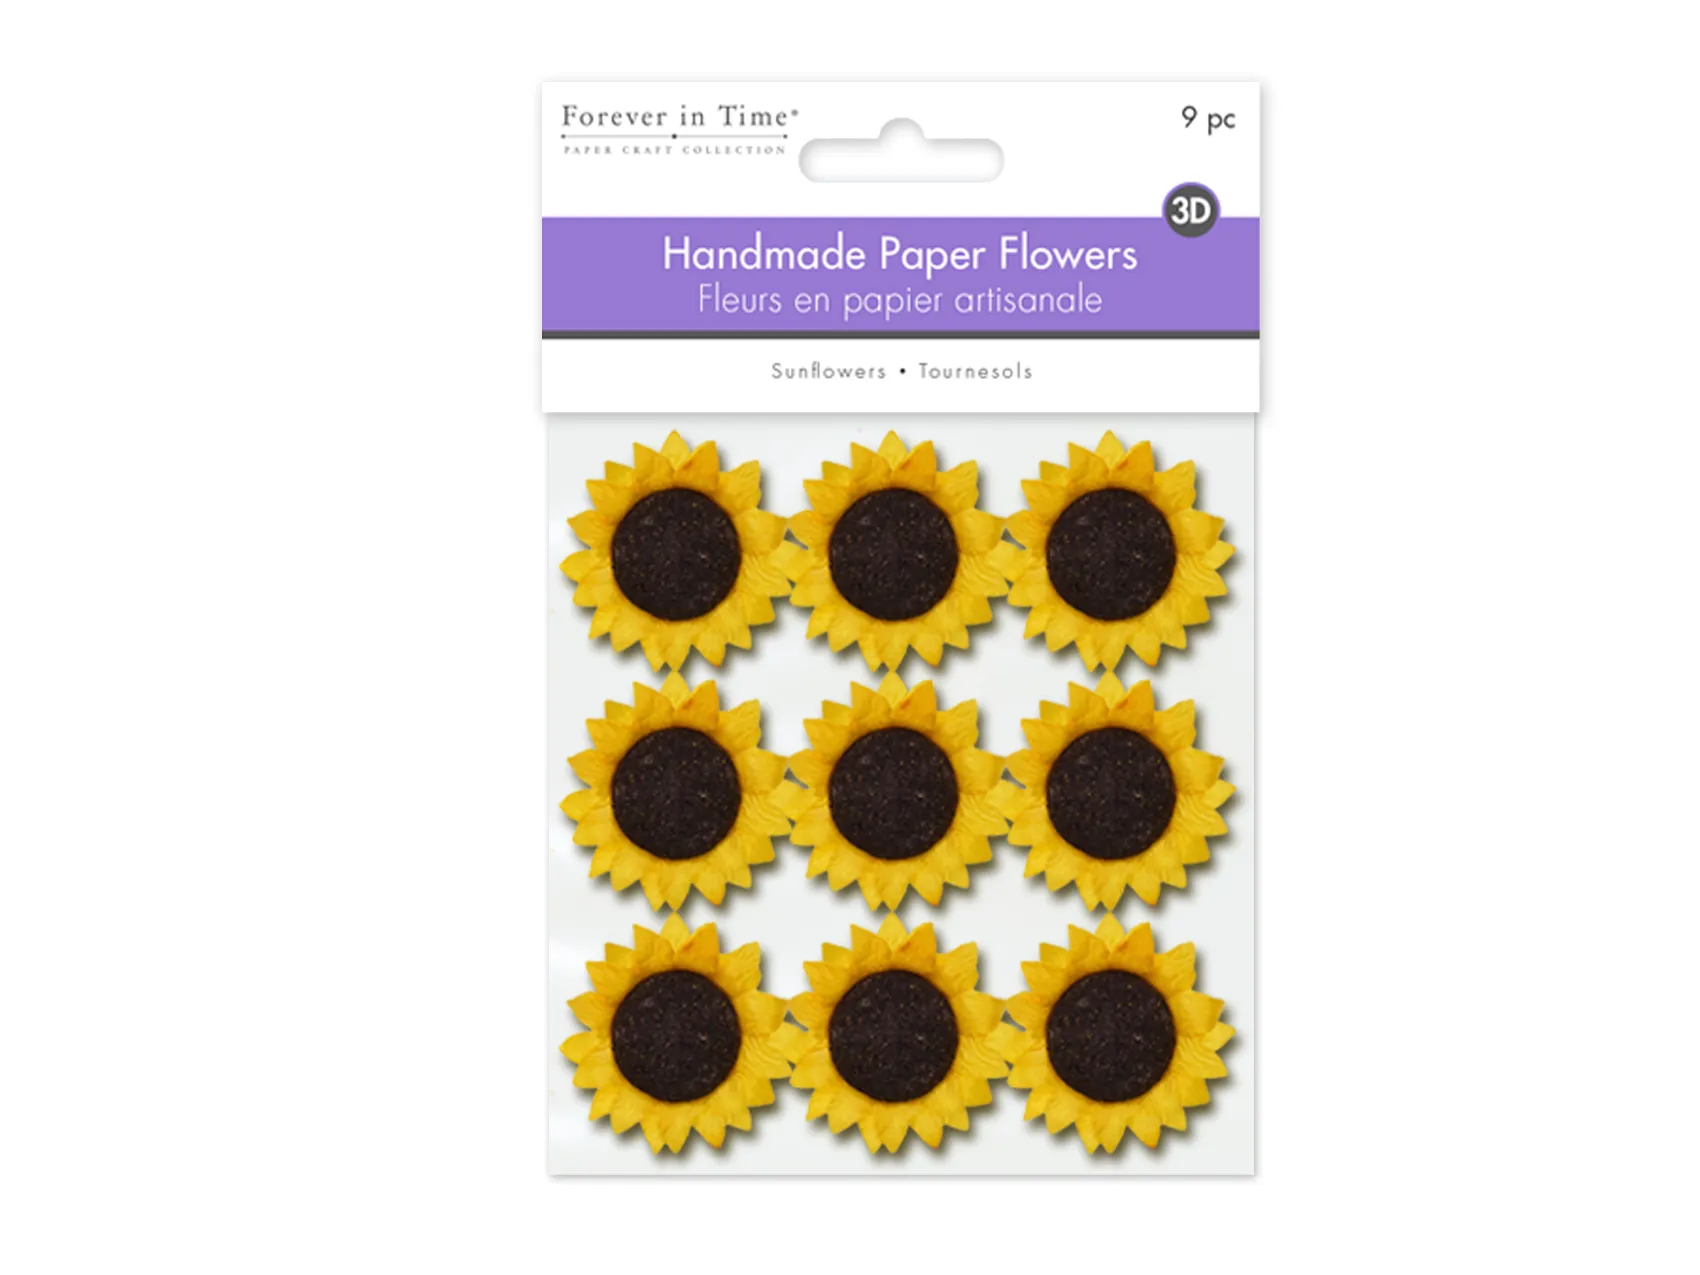 Forever in Time®
PAPER CRAFT COLLECTION
9 pc
3D
Handmade Paper Flowers
Fleurs en papier artisanale
Sunflowers • Tournesols